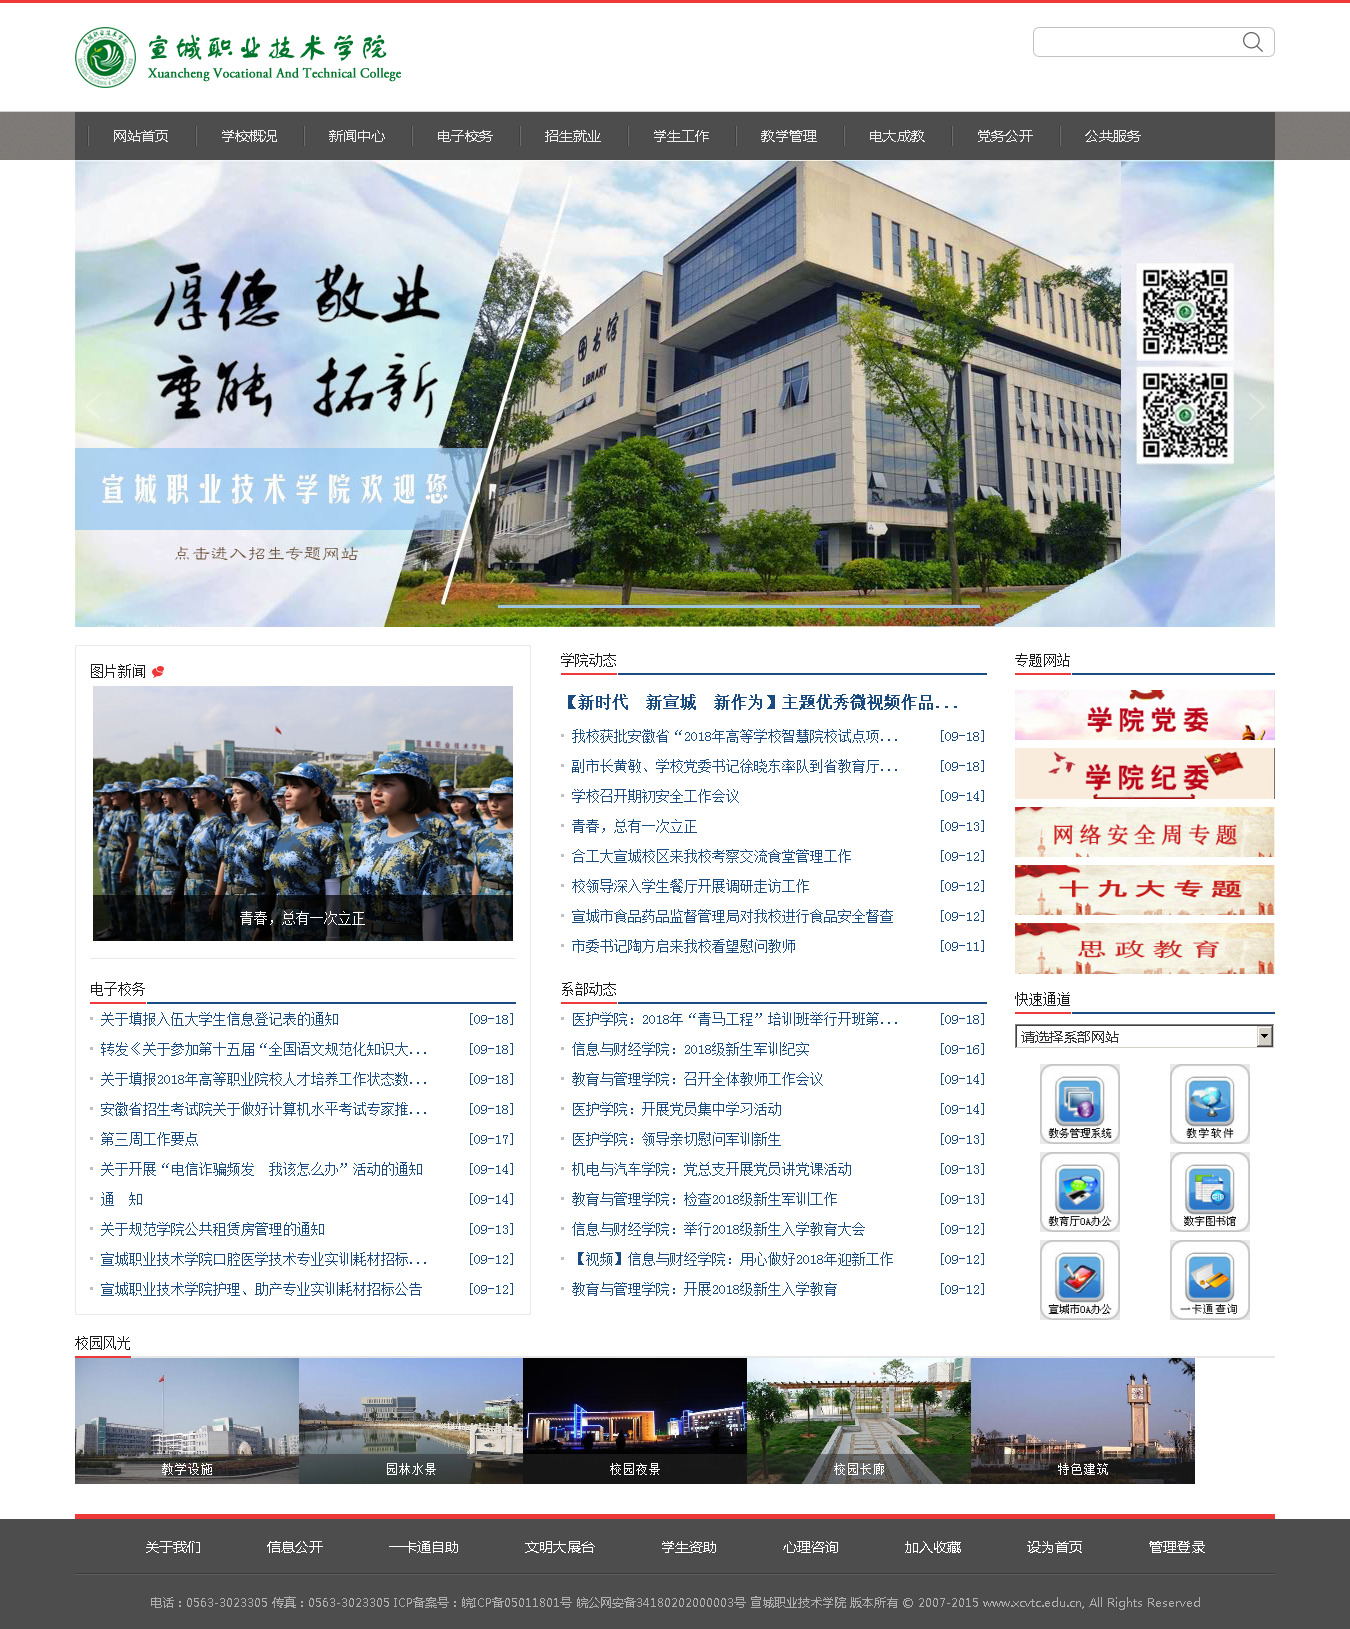 宣城职业技术学院
Xuancheng Vocational And Technical College
网站首页 学校概况 新闻中心 电子校务 招生就业 学生工作 教学管理 电大成教 党务公开 公共服务
厚德 敬业
重能 拓新
图书馆
LIBRARY
宣城职业技术学院欢迎您
点击进入招生专题网站
图片新闻
青春，总有一次立正
电子校务
关于填报入伍大学生信息登记表的通知 [09-18]
转发《关于参加第十五届“全国语文规范化知识大... [09-18]
关于填报2018年高等职业院校人才培养工作状态数... [09-18]
安徽省招生考试院关于做好计算机水平考试专家推... [09-18]
第三周工作要点 [09-17]
关于开展“电信诈骗频发　我该怎么办”活动的通知 [09-14]
通　知 [09-14]
关于规范学院公共租赁房管理的通知 [09-13]
宣城职业技术学院口腔医学技术专业实训耗材招标... [09-12]
宣城职业技术学院护理、助产专业实训耗材招标公告 [09-12]
学院动态
【新时代　新宣城　新作为】主题优秀微视频作品...
我校获批安徽省“2018年高等学校智慧院校试点项... [09-18]
副市长黄敏、学校党委书记徐晓东率队到省教育厅... [09-18]
学校召开期初安全工作会议 [09-14]
青春，总有一次立正 [09-13]
合工大宣城校区来我校考察交流食堂管理工作 [09-12]
校领导深入学生餐厅开展调研走访工作 [09-12]
宣城市食品药品监督管理局对我校进行食品安全督查 [09-12]
市委书记陶方启来我校看望慰问教师 [09-11]
系部动态
医护学院：2018年“青马工程”培训班举行开班第... [09-18]
信息与财经学院：2018级新生军训纪实 [09-16]
教育与管理学院：召开全体教师工作会议 [09-14]
医护学院：开展党员集中学习活动 [09-14]
医护学院：领导亲切慰问军训新生 [09-13]
机电与汽车学院：党总支开展党员讲党课活动 [09-13]
教育与管理学院：检查2018级新生军训工作 [09-13]
信息与财经学院：举行2018级新生入学教育大会 [09-12]
【视频】信息与财经学院：用心做好2018年迎新工作 [09-12]
教育与管理学院：开展2018级新生入学教育 [09-12]
专题网站
学院党委
学院纪委
网络安全周专题
十九大专题
思政教育
快速通道
请选择系部网站
教务管理系统 教学软件
教育厅OA办公 数字图书馆
宣城市OA办公 一卡通查询
校园风光
教学设施 园林水景 校园夜景 校园长廊 特色建筑
关于我们 信息公开 一卡通自助 文明大展台 学生资助 心理咨询 加入收藏 设为首页 管理登录
电话：0563-3023305 传真：0563-3023305 ICP备案号：皖ICP备05011801号 皖公网安备34180202000003号 宣城职业技术学院 版本所有 © 2007-2015 www.xcvtc.edu.cn, All Rights Reserved